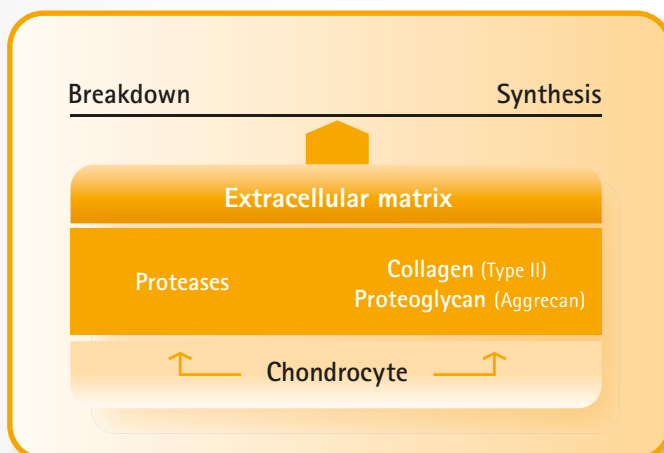 Breakdown Synthesis
Extracellular matrix
Proteases
Collagen (Type II)
Proteoglycan (Aggrecan)
Chondrocyte